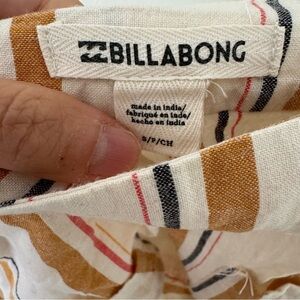 BILLABONG
made in india/
fabriqué en inde/
hecho en india
S/P/CH